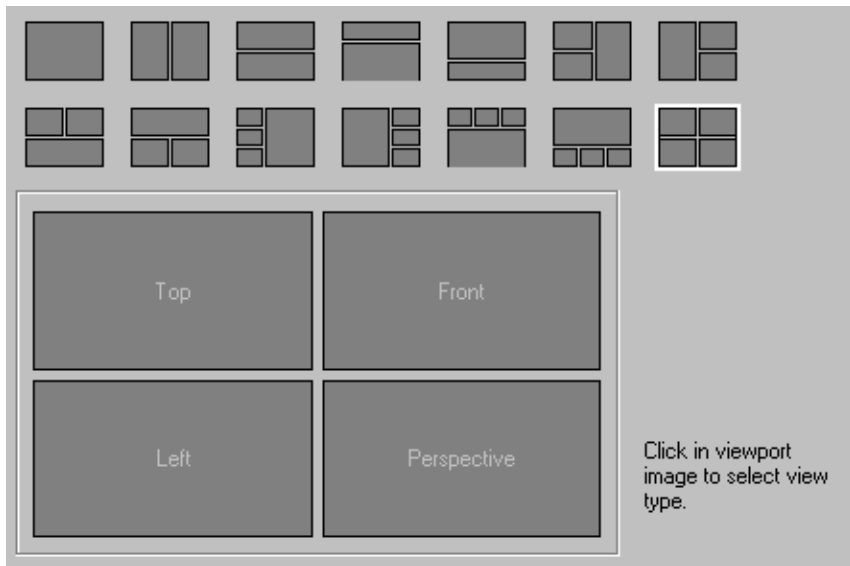 Top
Front
Left
Perspective
Click in viewport
image to select view
type.